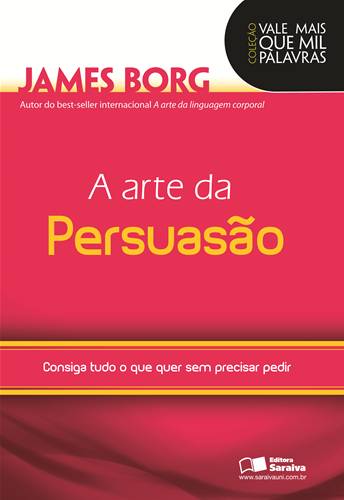 COLEÇÃO
VALE MAIS
QUE MIL
PALAVRAS
JAMES BORG
Autor do best-seller internacional A arte da linguagem corporal
A arte da
Persuasão
Consiga tudo o que quer sem precisar pedir
Editora
Saraiva
www.saraivauni.com.br